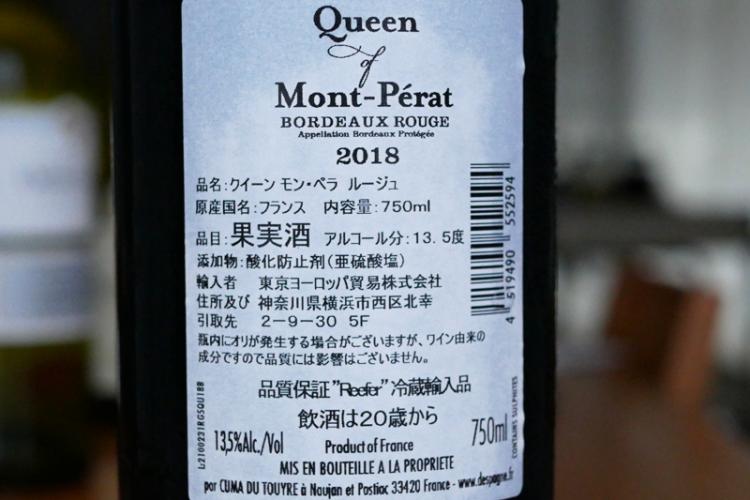 Queen
of
Mont-Pérat
BORDEAUX ROUGE
Appellation Bordeaux Protégée
2018
品名:クイーン モン・ペラ ルージュ
原産国名:フランス 内容量:750ml
品目:果実酒 アルコール分:13.5度
添加物:酸化防止剤(亜硫酸塩)
輸入者 東京ヨーロッパ貿易株式会社
住所及び 神奈川県横浜市西区北幸
引取先 2-9-30 5F
瓶内にオリが発生する場合がございますが、ワイン由来の
成分ですので品質には影響はございません。
品質保証"Reefer"冷蔵輸入品
飲酒は20歳から
13,5%Alc./Vol
Product of France
750ml
MIS EN BOUTEILLE A LA PROPRIETE
par CUMA DU TOUYRE à Naujan et Postiac 33420 France - www.despagne.fr
4 519490 552594
CONTAINS SULPHITES